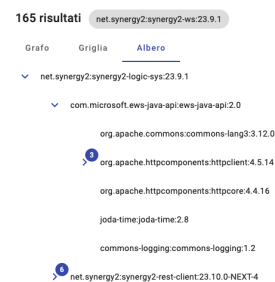 165 risultati net.synergy2:synergy2-ws:23.9.1
Grafo Griglia Albero
net.synergy2:synergy2-logic-sys:23.9.1
com.microsoft.ews-java-api:ews-java-api:2.0
org.apache.commons:commons-lang3:3.12.0
3
org.apache.httpcomponents:httpclient:4.5.14
org.apache.httpcomponents:httpcore:4.4.16
joda-time:joda-time:2.8
commons-logging:commons-logging:1.2
6
net.synergy2:synergy2-rest-client:23.10.0-NEXT-4